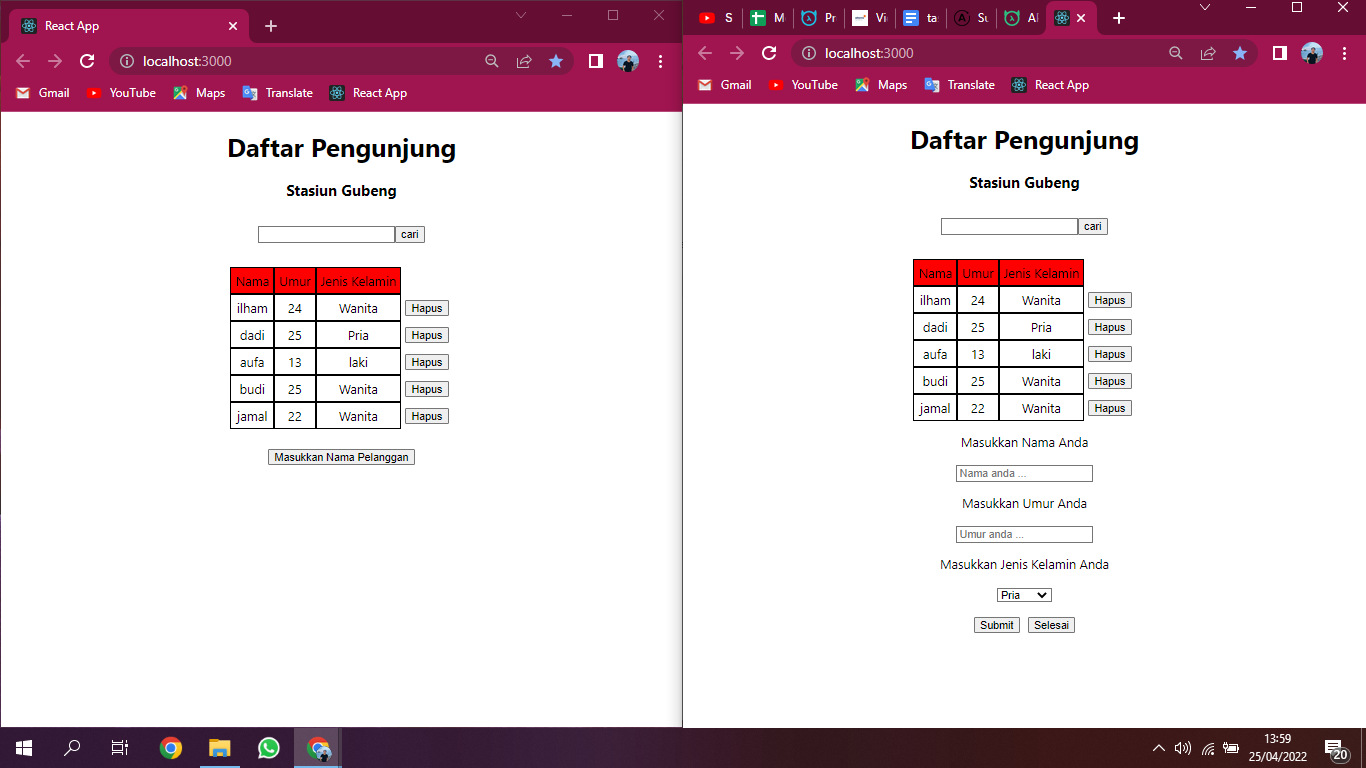 React App
localhost:3000
Gmail YouTube Maps Translate React App
Daftar Pengunjung
Stasiun Gubeng
cari
Nama Umur Jenis Kelamin
ilham 24 Wanita Hapus
dadi 25 Pria Hapus
aufa 13 laki Hapus
budi 25 Wanita Hapus
jamal 22 Wanita Hapus
Masukkan Nama Pelanggan
S M Pr Vi ta Su Al
localhost:3000
Gmail YouTube Maps Translate React App
Daftar Pengunjung
Stasiun Gubeng
cari
Nama Umur Jenis Kelamin
ilham 24 Wanita Hapus
dadi 25 Pria Hapus
aufa 13 laki Hapus
budi 25 Wanita Hapus
jamal 22 Wanita Hapus
Masukkan Nama Anda
Nama anda ...
Masukkan Umur Anda
Umur anda ...
Masukkan Jenis Kelamin Anda
Pria
Submit Selesai
13:59
25/04/2022
20